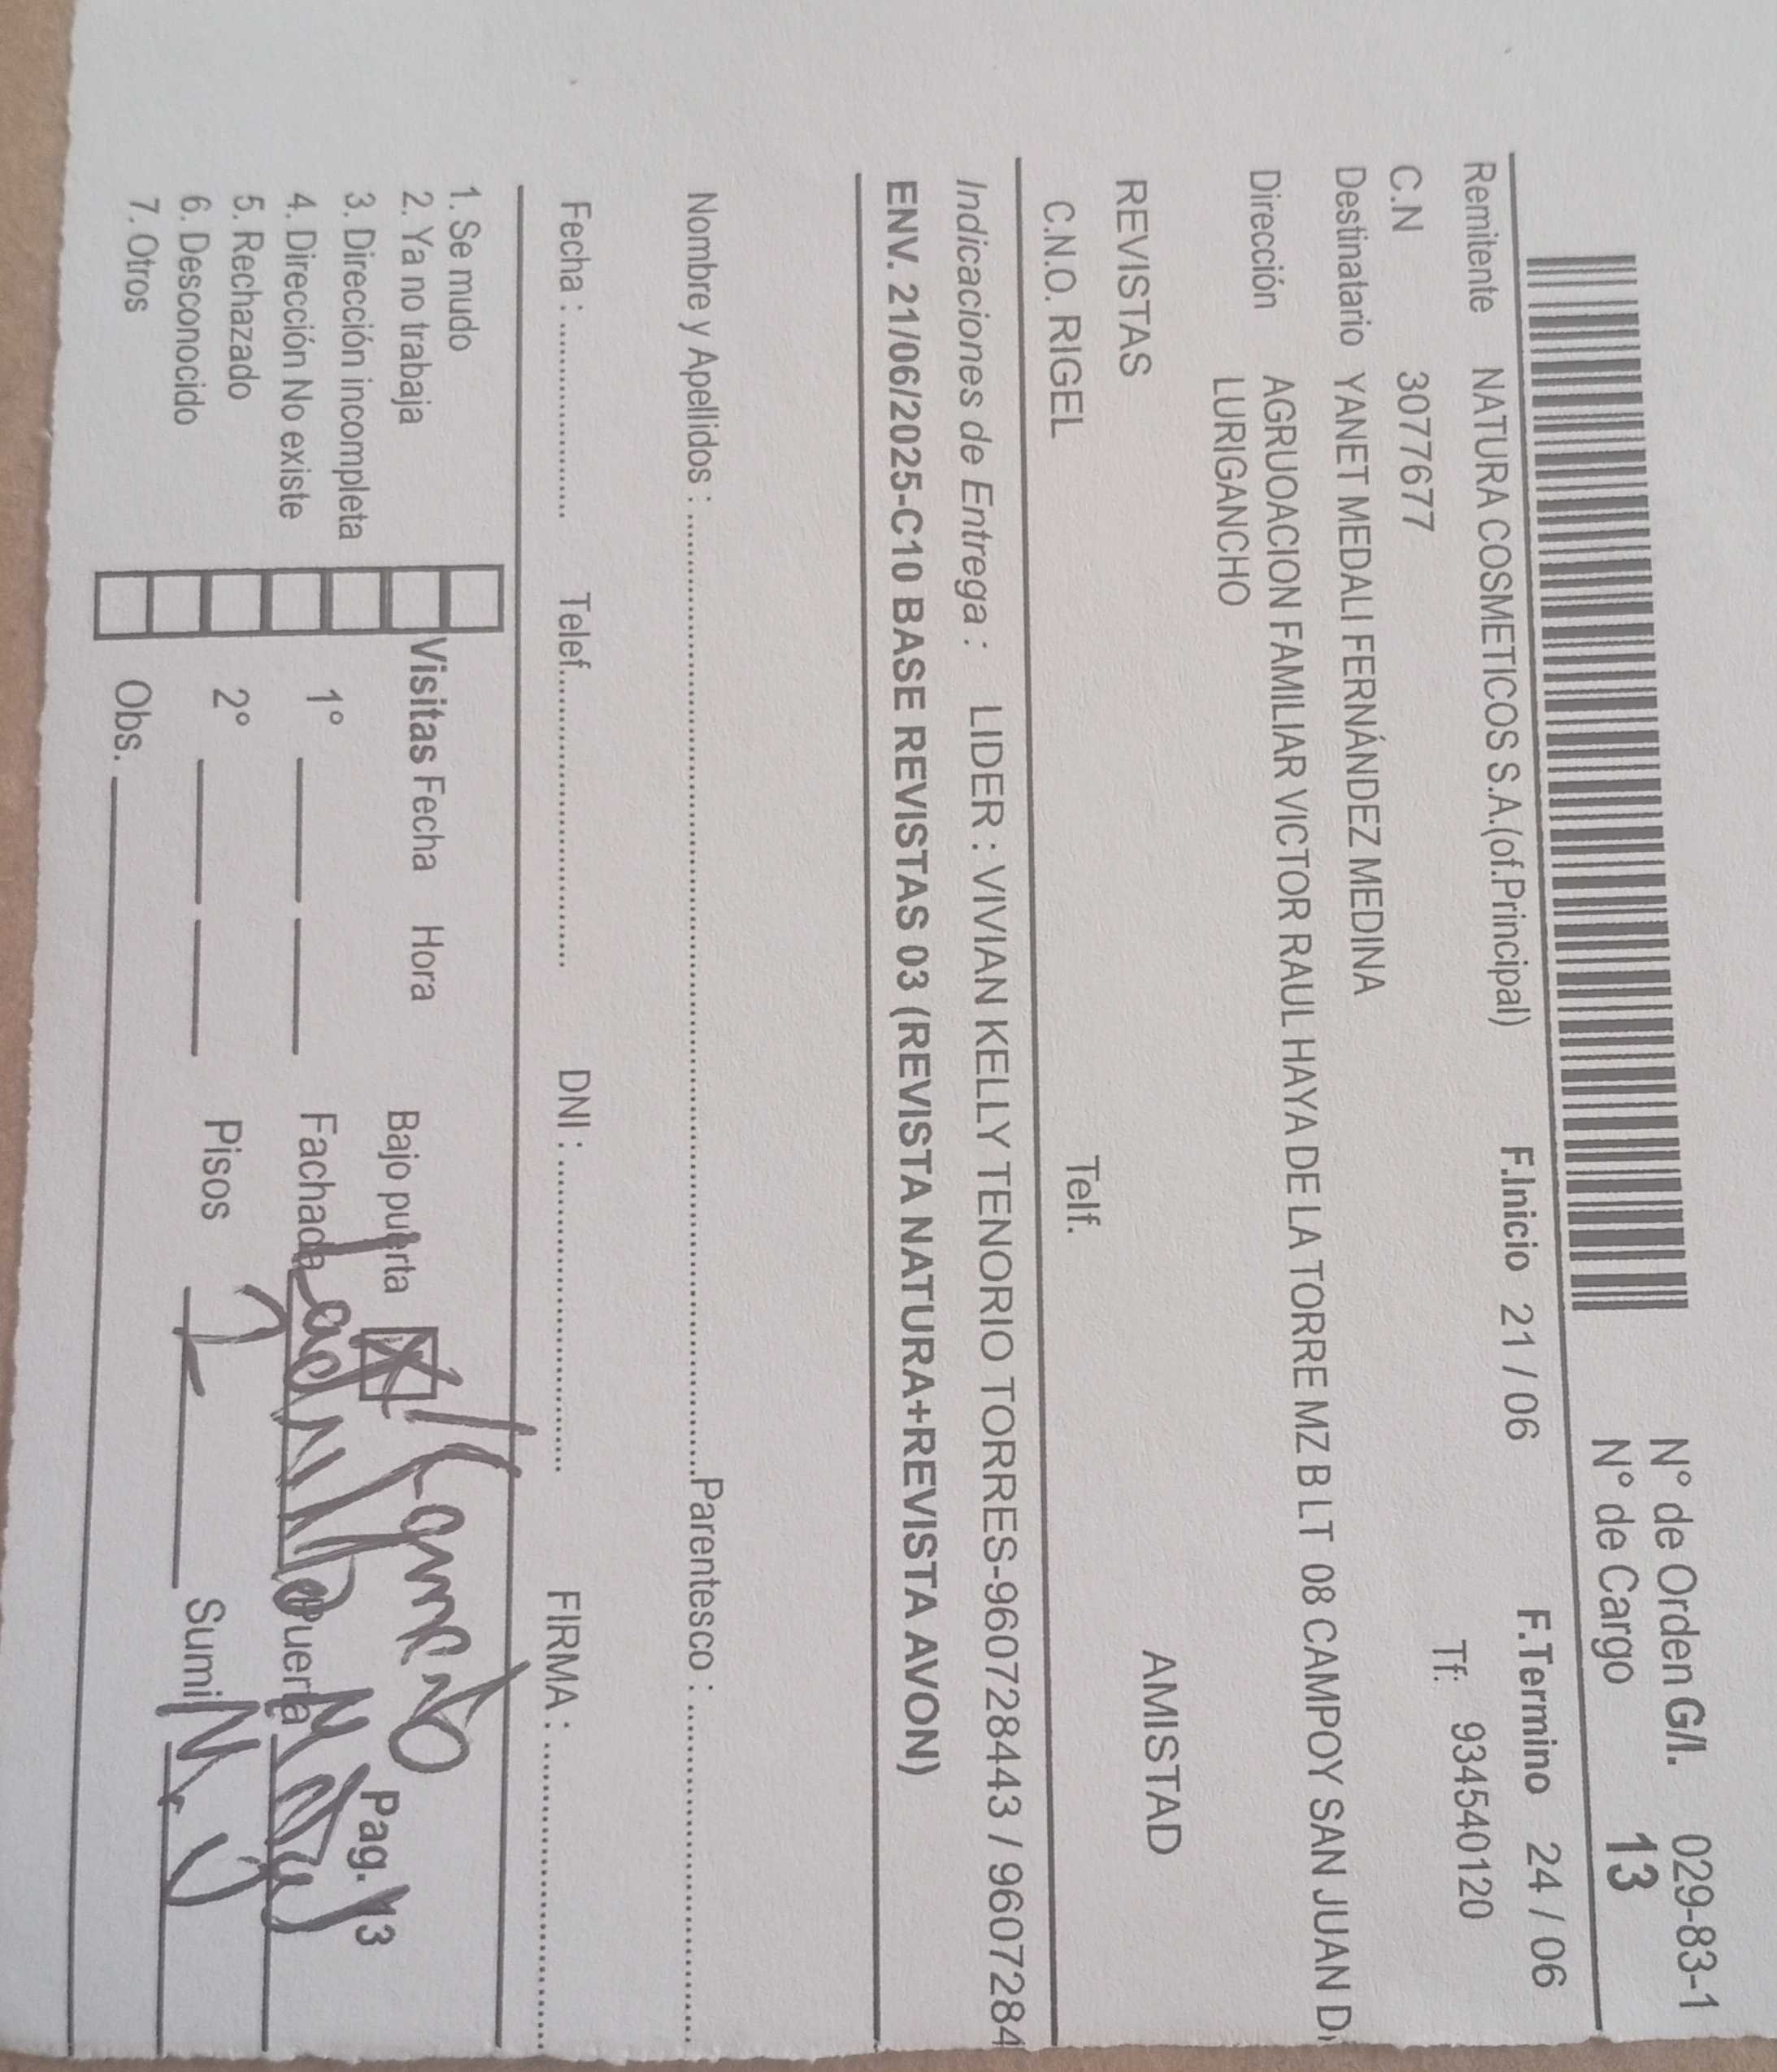 N° de Orden G/I. 029-83-1
N° de Cargo 13
Remitente NATURA COSMETICOS S.A.(of.Principal) F.Inicio 21 / 06 F.Termino 24 / 06
C.N 3077677 Tf: 934540120
Destinatario YANET MEDALI FERNÁNDEZ MEDINA
Dirección AGRUOACION FAMILIAR VICTOR RAUL HAYA DE LA TORRE MZ B LT 08 CAMPOY SAN JUAN D
LURIGANCHO
REVISTAS AMISTAD
C.N.O. RIGEL Telf.
Indicaciones de Entrega : LIDER : VIVIAN KELLY TENORIO TORRES-960728443 / 9607284
ENV. 21/06/2025-C10 BASE REVISTAS 03 (REVISTA NATURA+REVISTA AVON)
Nombre y Apellidos : Parentesco :
Fecha : Telef. DNI : FIRMA :
1. Se mudo
2. Ya no trabaja Visitas Fecha Hora Bajo puerta Pag. 13
3. Dirección incompleta
4. Dirección No existe 1° Fachada Puerta
5. Rechazado
6. Desconocido 2° Pisos 2 Sumi
7. Otros Obs.